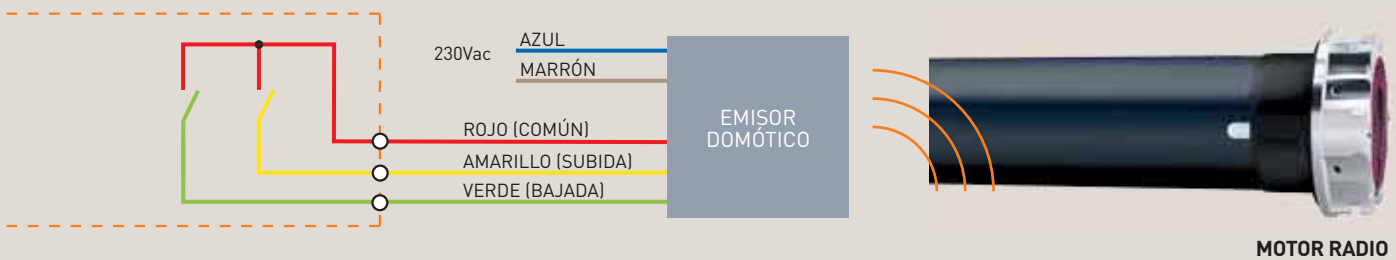 230Vac
AZUL
MARRÓN
ROJO (COMÚN)
AMARILLO (SUBIDA)
VERDE (BAJADA)
EMISOR
DOMÓTICO
MOTOR RADIO